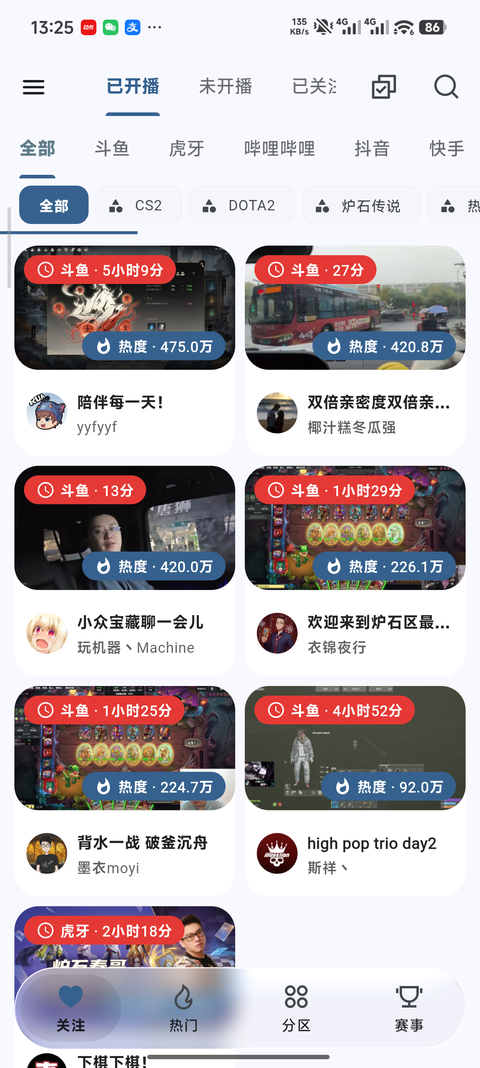 13:25
135 KB/s 4G 4G 86
已开播 未开播 已关注
全部 斗鱼 虎牙 哔哩哔哩 抖音 快手
全部 CS2 DOTA2 炉石传说
斗鱼 · 5小时9分
热度 · 475.0万
陪伴每一天!
yyfyyf
斗鱼 · 27分
热度 · 420.8万
双倍亲密度双倍亲...
椰汁糕冬瓜强
斗鱼 · 13分
热度 · 420.0万
小众宝藏聊一会儿
玩机器丶Machine
斗鱼 · 1小时29分
热度 · 226.1万
欢迎来到炉石区最...
衣锦夜行
斗鱼 · 1小时25分
热度 · 224.7万
背水一战 破釜沉舟
墨衣moyi
斗鱼 · 4小时52分
热度 · 92.0万
high pop trio day2
斯祥丶
虎牙 · 2小时18分
下棋下棋!
关注 热门 分区 赛事